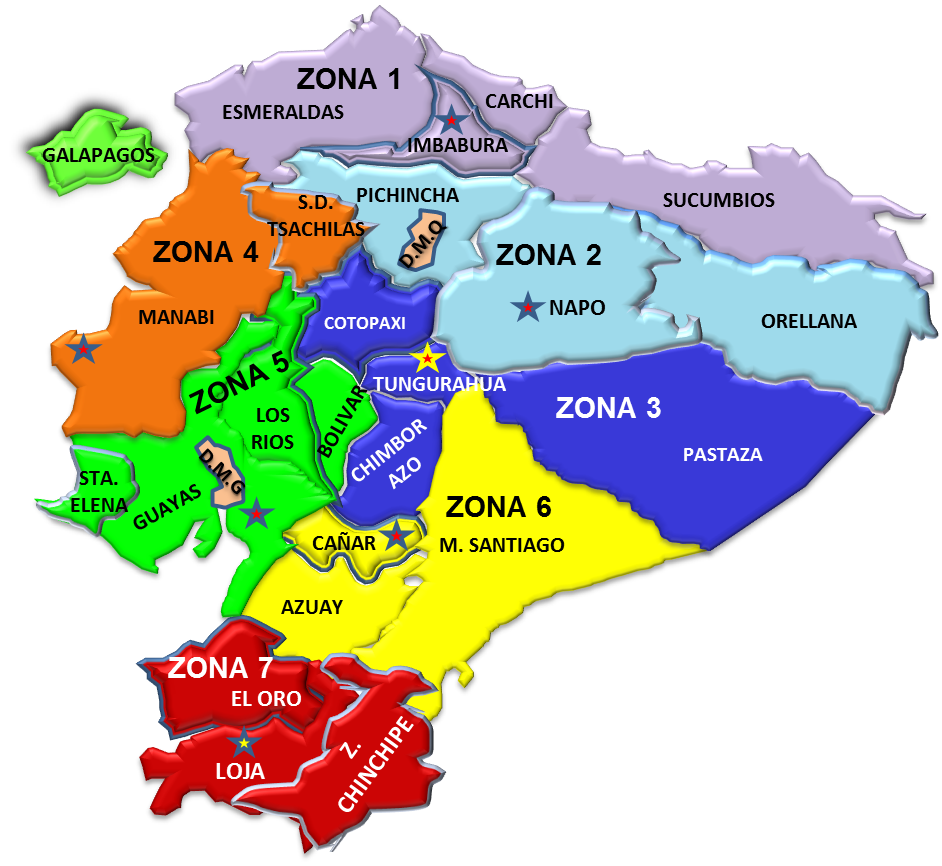 ZONA 1
ESMERALDAS
CARCHI
IMBABURA
GALAPAGOS
SUCUMBIOS
PICHINCHA
S.D.
TSACHILAS
D.M.Q
ZONA 4
ZONA 2
NAPO
MANABI
COTOPAXI
ORELLANA
ZONA 5
TUNGURAHUA
ZONA 3
LOS
RIOS
BOLIVAR
CHIMBOR
AZO
PASTAZA
STA.
ELENA
D.M.G
GUAYAS
ZONA 6
CAÑAR
M. SANTIAGO
AZUAY
ZONA 7
EL ORO
LOJA
Z.
CHINCHIPE